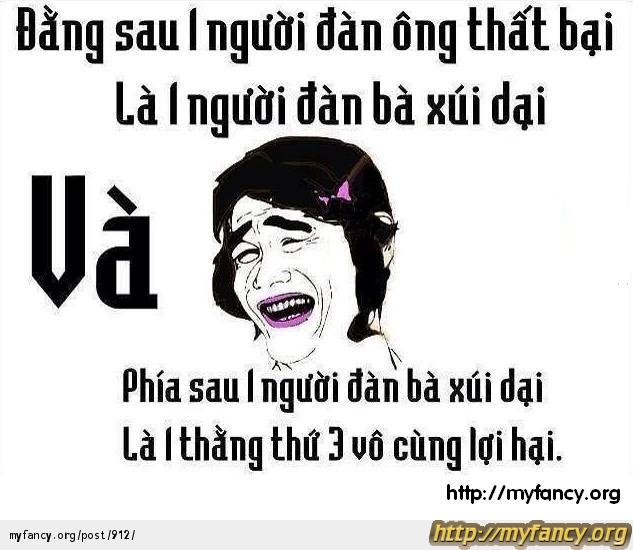 Đằng sau 1 người đàn ông thất bại
Là 1 người đàn bà xúi dại
Và
Phía sau 1 người đàn bà xúi dại
Là 1 thằng thứ 3 vô cùng lợi hại.
http://myfancy.org
myfancy.org/post/912/
http://myfancy.org